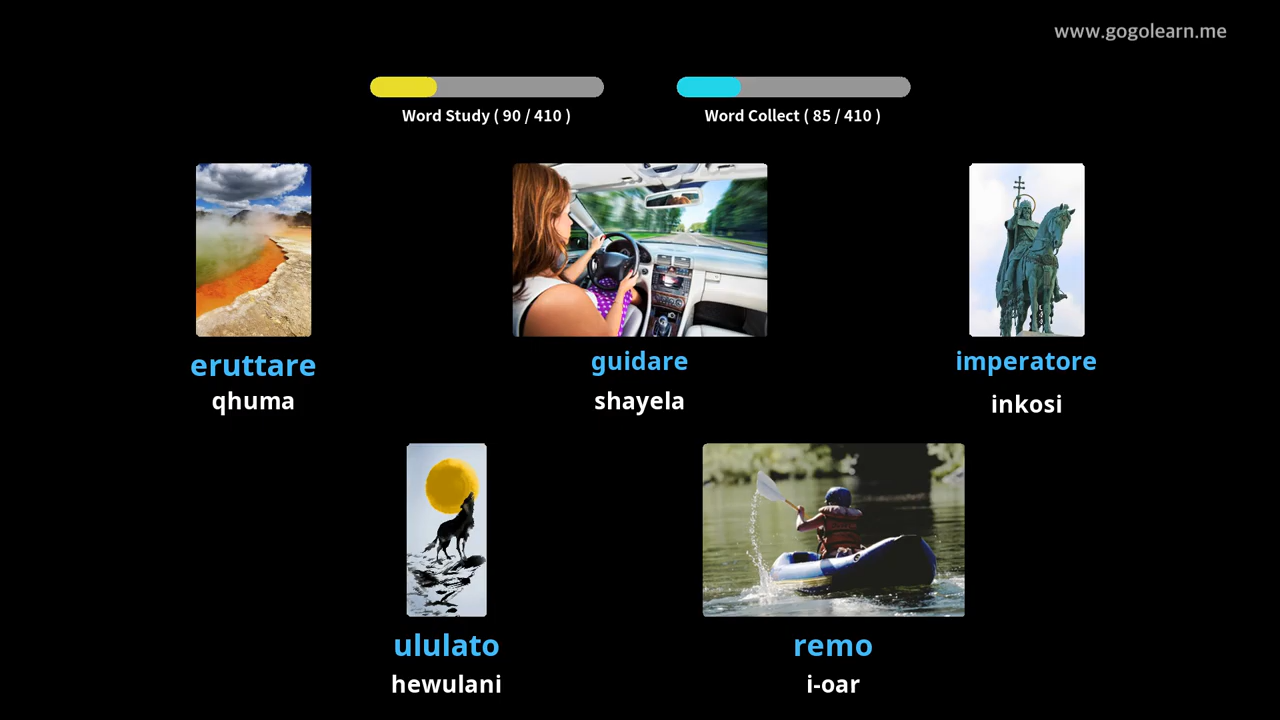 www.gogolearn.me
Word Study ( 90 / 410 )
Word Collect ( 85 / 410 )
eruttare
qhuma
guidare
shayela
imperatore
inkosi
ululato
hewulani
remo
i-oar